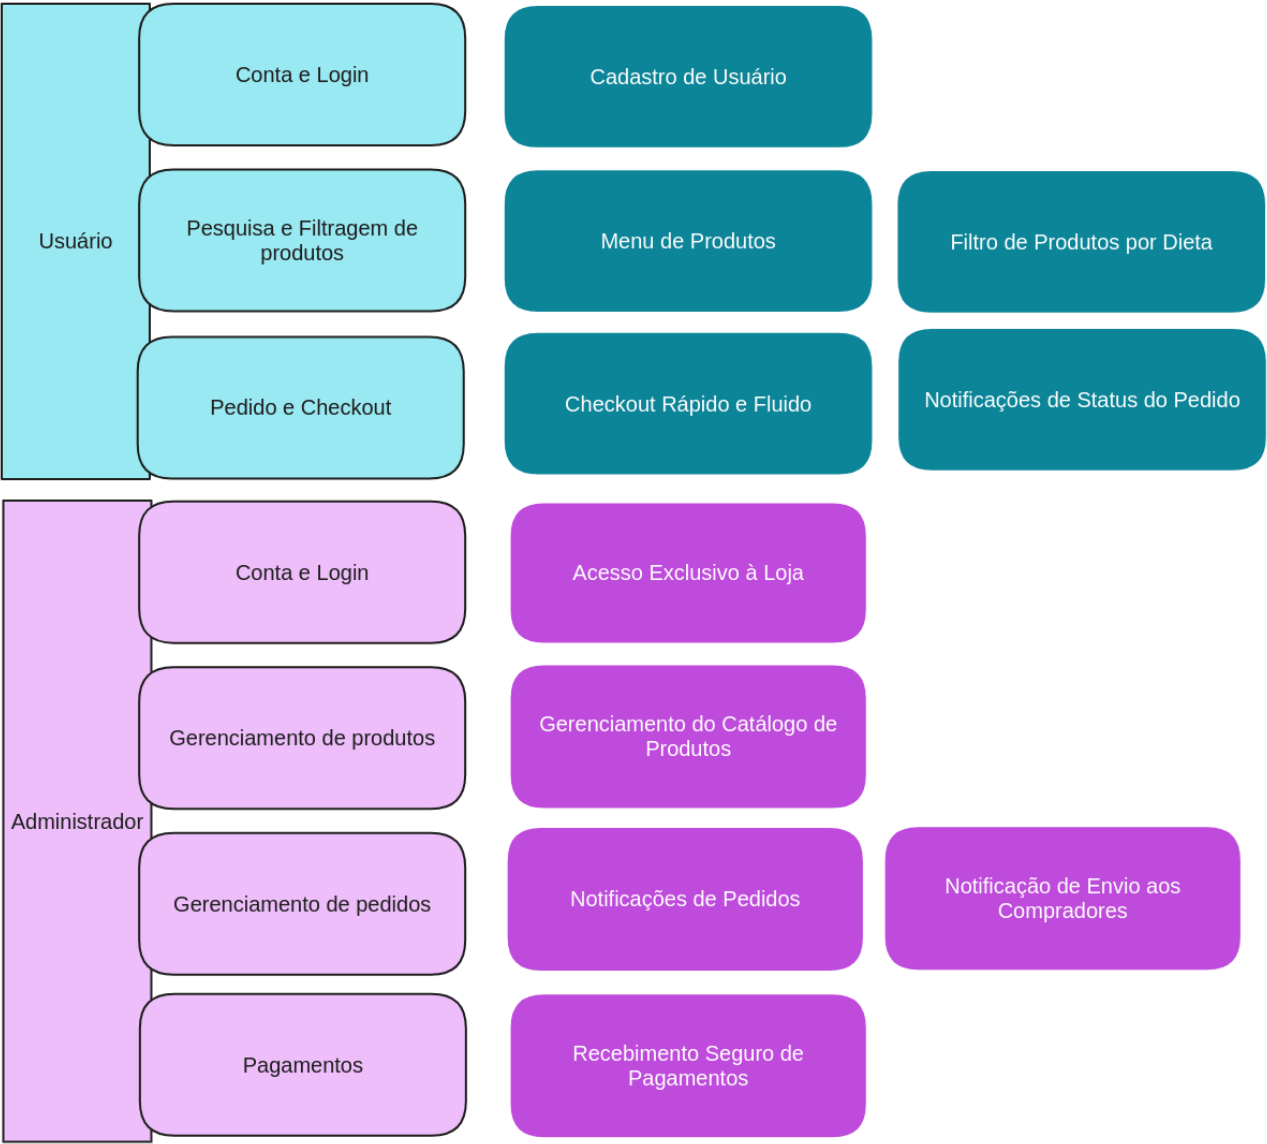 Usuário
Conta e Login
Cadastro de Usuário
Pesquisa e Filtragem de
produtos
Menu de Produtos
Filtro de Produtos por Dieta
Pedido e Checkout
Checkout Rápido e Fluido
Notificações de Status do Pedido
Administrador
Conta e Login
Acesso Exclusivo à Loja
Gerenciamento de produtos
Gerenciamento do Catálogo de
Produtos
Gerenciamento de pedidos
Notificações de Pedidos
Notificação de Envio aos
Compradores
Pagamentos
Recebimento Seguro de
Pagamentos